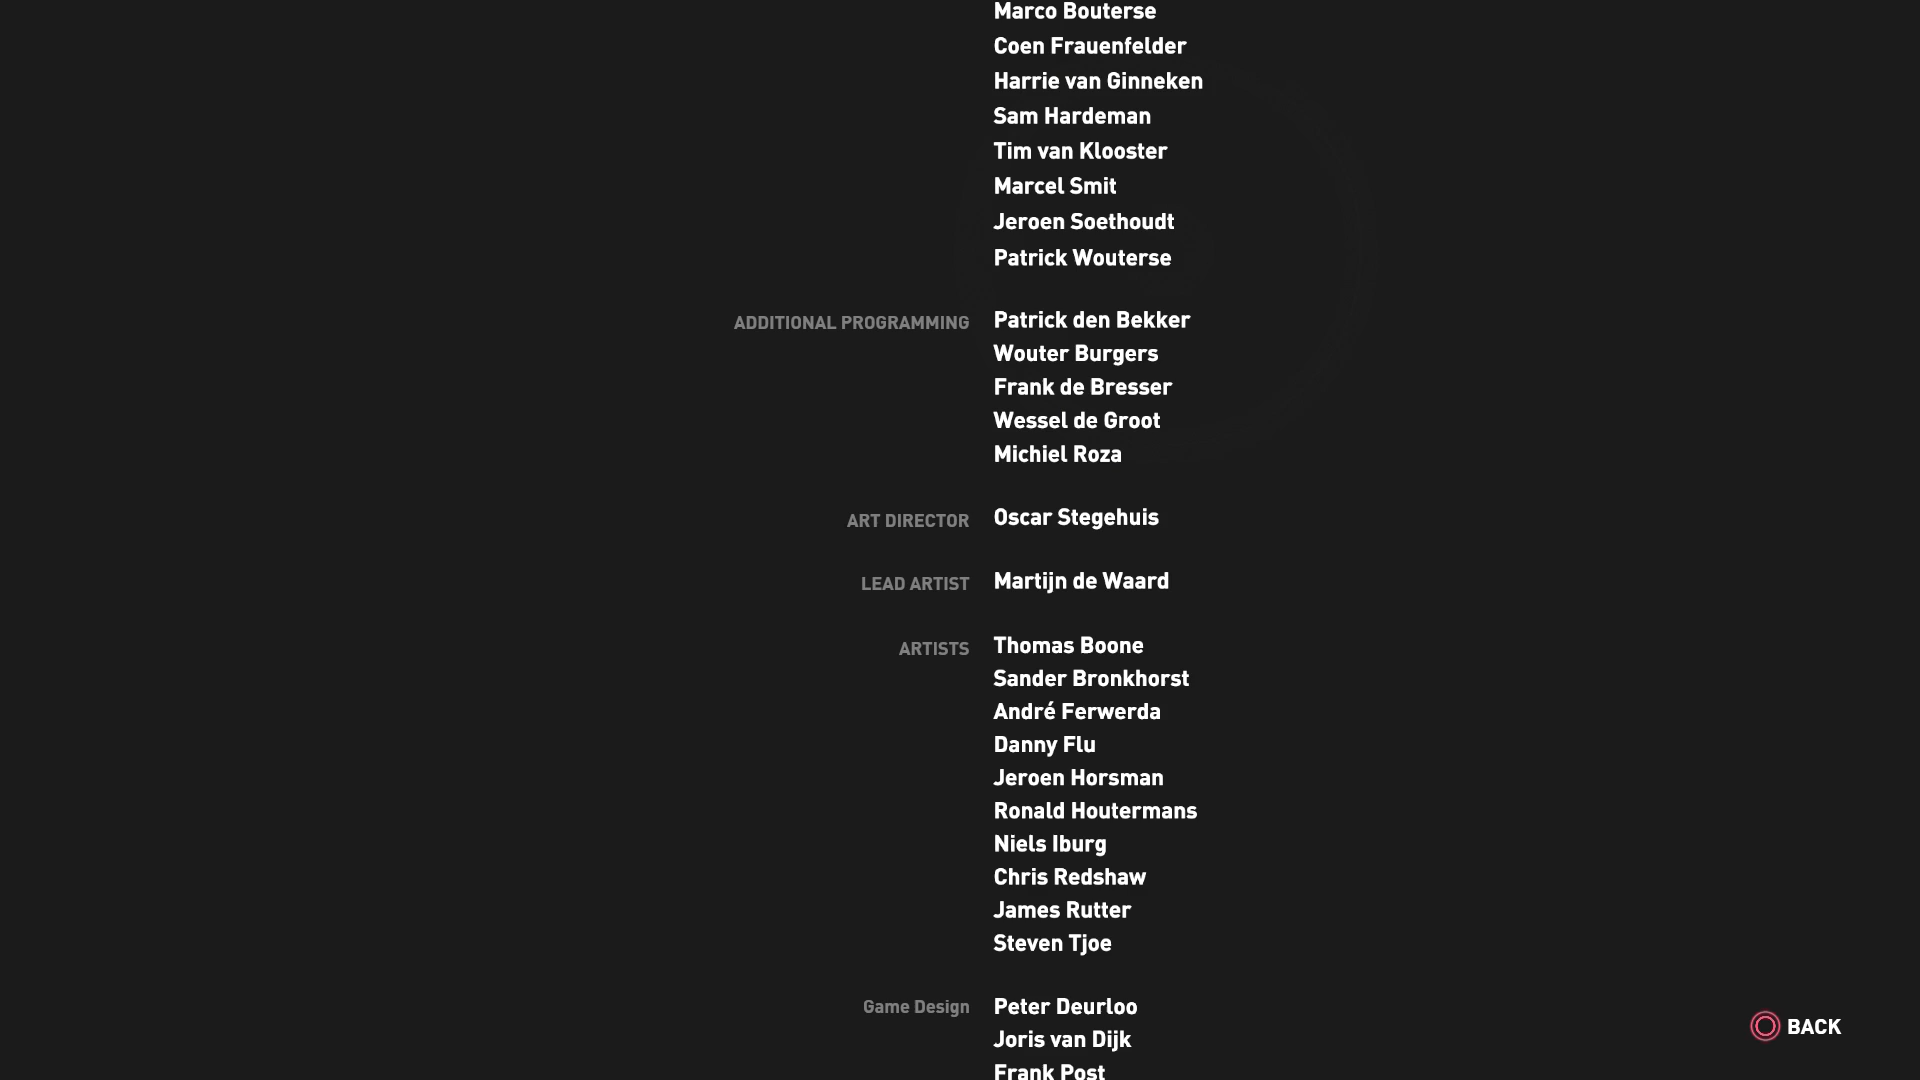 Marco Bouterse
Coen Frauenfelder
Harrie van Ginneken
Sam Hardeman
Tim van Klooster
Marcel Smit
Jeroen Soethoudt
Patrick Wouterse
ADDITIONAL PROGRAMMING Patrick den Bekker
Wouter Burgers
Frank de Bresser
Wessel de Groot
Michiel Roza
ART DIRECTOR Oscar Stegehuis
LEAD ARTIST Martijn de Waard
ARTISTS Thomas Boone
Sander Bronkhorst
André Ferwerda
Danny Flu
Jeroen Horsman
Ronald Houtermans
Niels Iburg
Chris Redshaw
James Rutter
Steven Tjoe
Game Design Peter Deurloo
Joris van Dijk
Frank Post
BACK